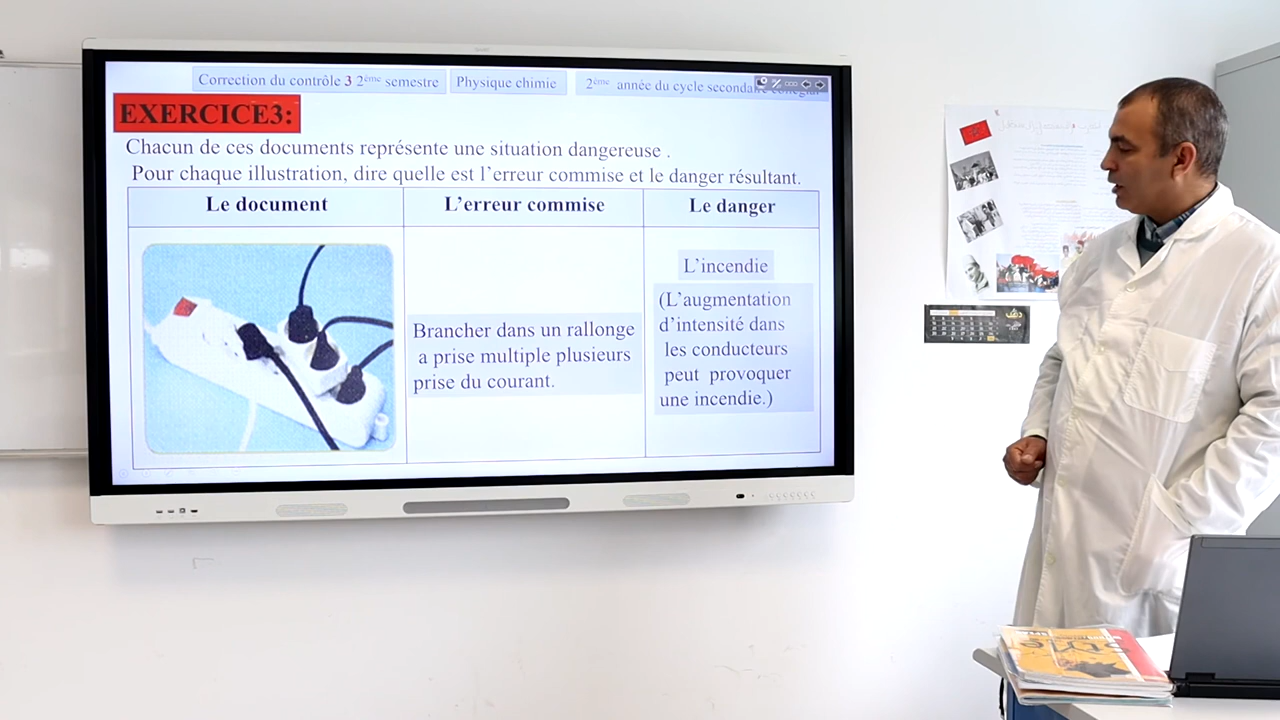 Correction du contrôle 3 2ème semestre
Physique chimie
2ème année du cycle secondaire collégial
EXERCICE3:
Chacun de ces documents représente une situation dangereuse .
Pour chaque illustration, dire quelle est l'erreur commise et le danger résultant.
Le document
L'erreur commise
Le danger
Brancher dans un rallonge
a prise multiple plusieurs
prise du courant.
L'incendie
(L'augmentation
d'intensité dans
les conducteurs
peut provoquer
une incendie.)